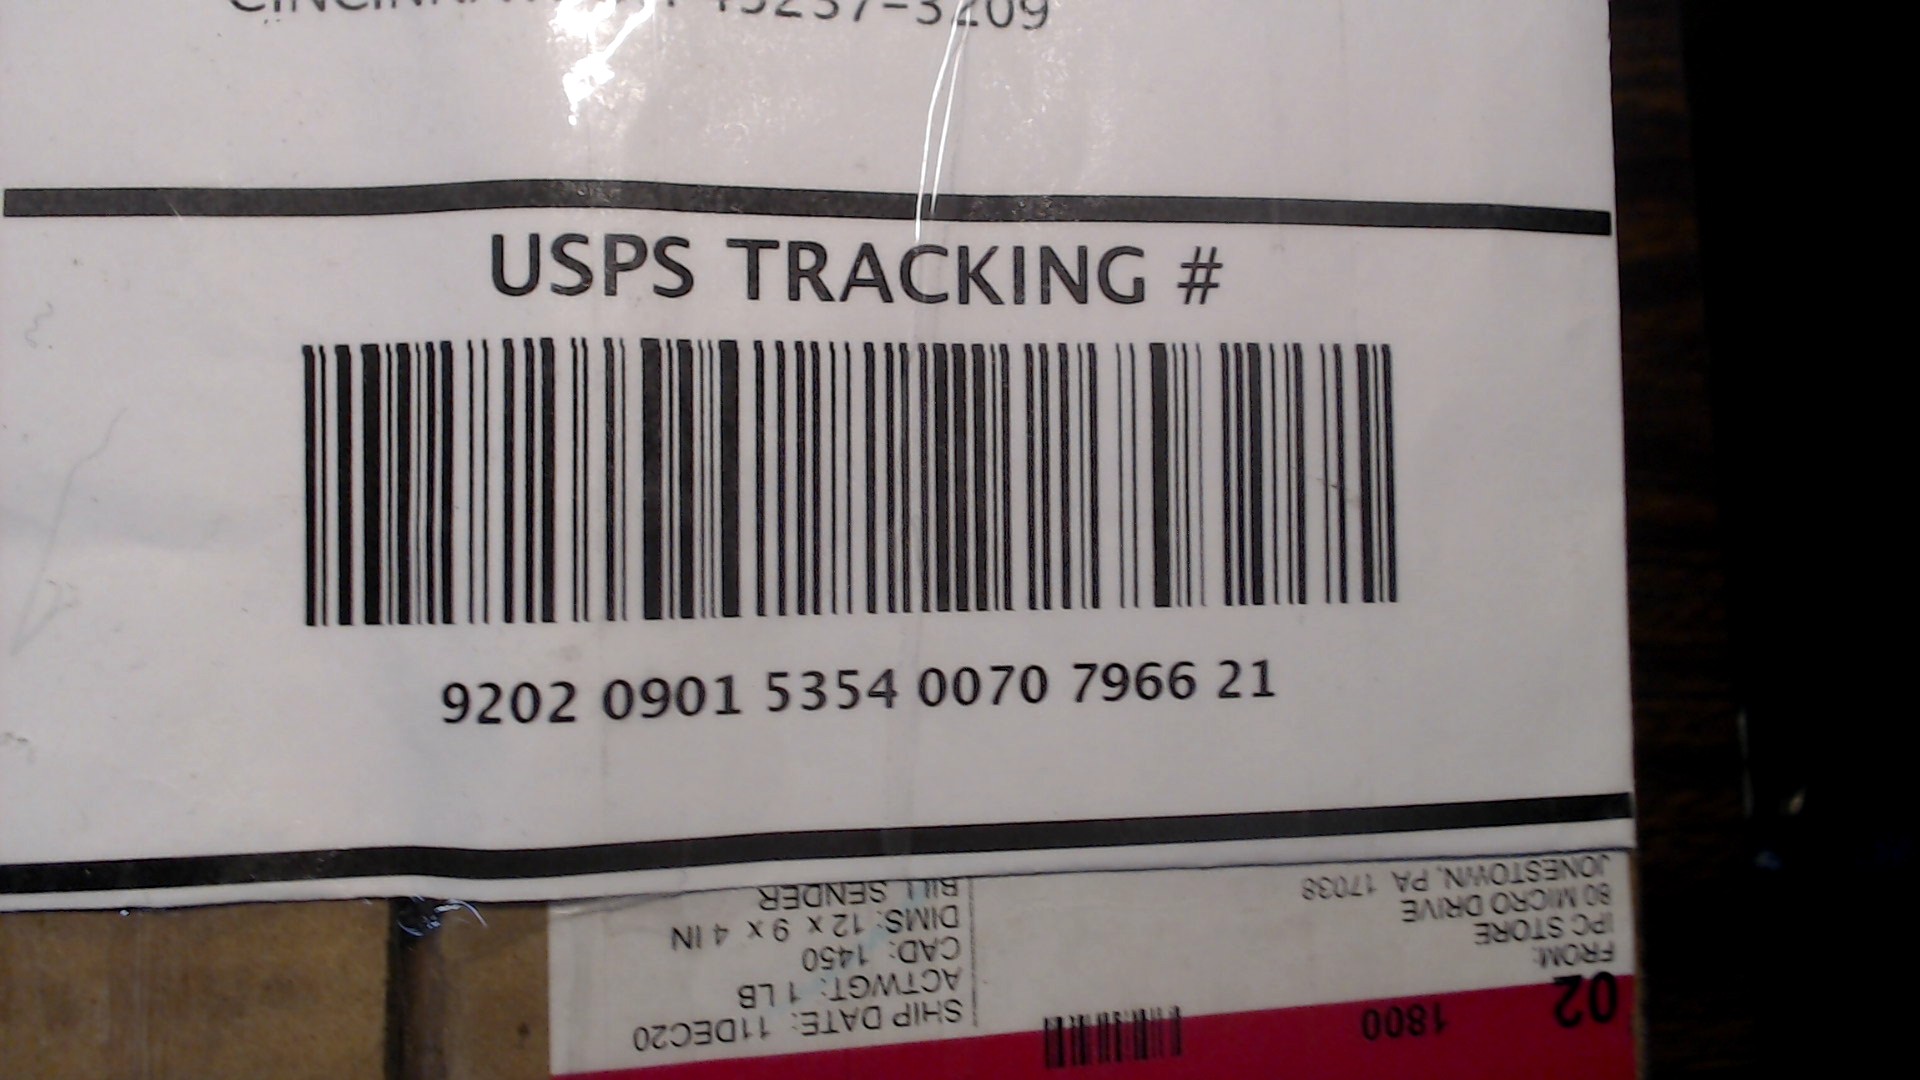 USPS TRACKING #
9202 0901 5354 0070 7966 21
02
1800
FROM:
IPC STORE
80 MICRO DRIVE
JONESTOWN, PA 17038
SHIP DATE: 11DEC20
ACTWGT: 1 LB
CAD: 1450
DIMS: 12 x 9 x 4 IN
BILL SENDER